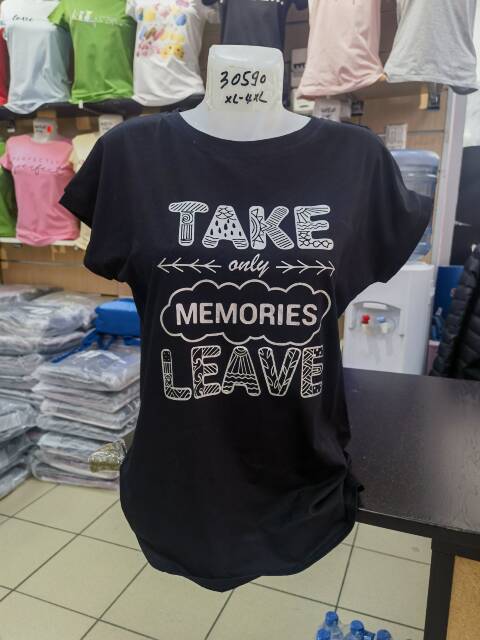 30590
XL-4XL
TAKE
only
MEMORIES
LEAVE